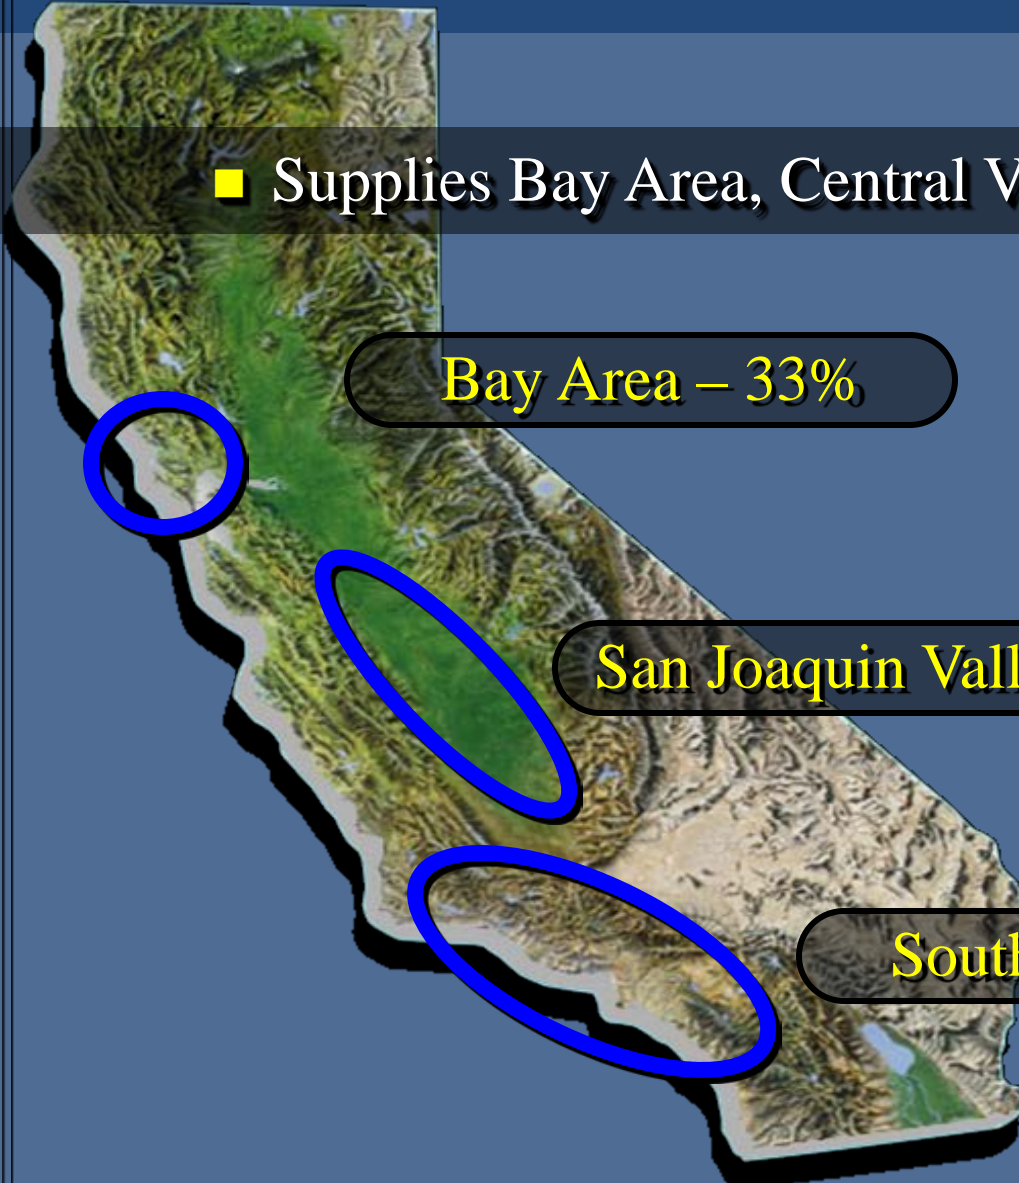 Supplies Bay Area, Central V
Bay Area – 33%
San Joaquin Vall
South